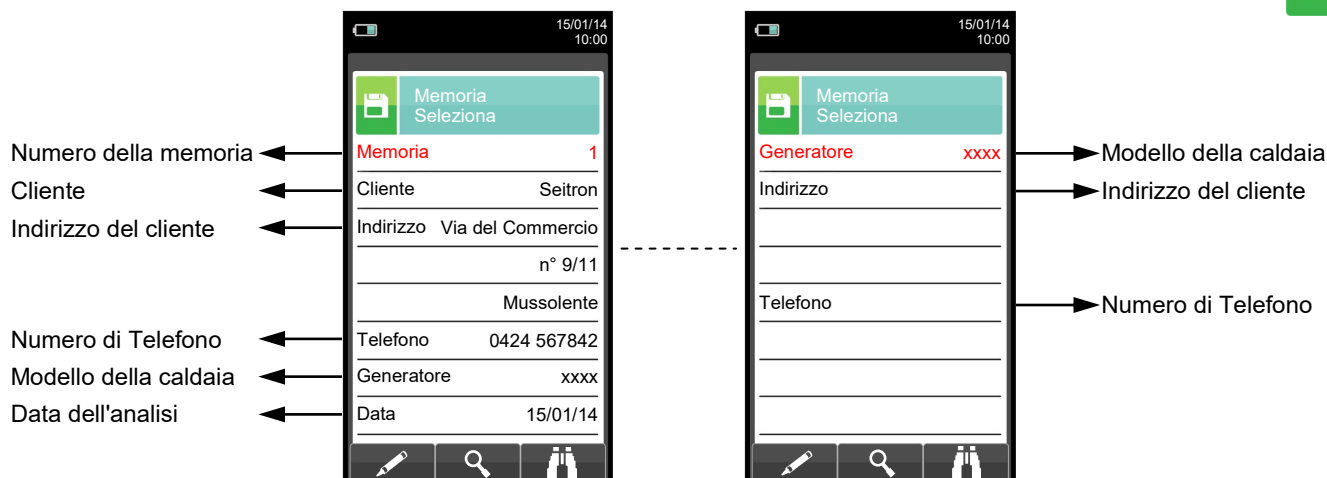 15/01/14
10:00
Memoria
Seleziona
Numero della memoria
Memoria 1
Cliente
Cliente Seitron
Indirizzo del cliente
Indirizzo Via del Commercio
n° 9/11
Mussolente
Numero di Telefono
Telefono 0424 567842
Modello della caldaia
Generatore xxxx
Data dell'analisi
Data 15/01/14
15/01/14
10:00
Memoria
Seleziona
Generatore xxxx
Modello della caldaia
Indirizzo
Indirizzo del cliente
Telefono
Numero di Telefono